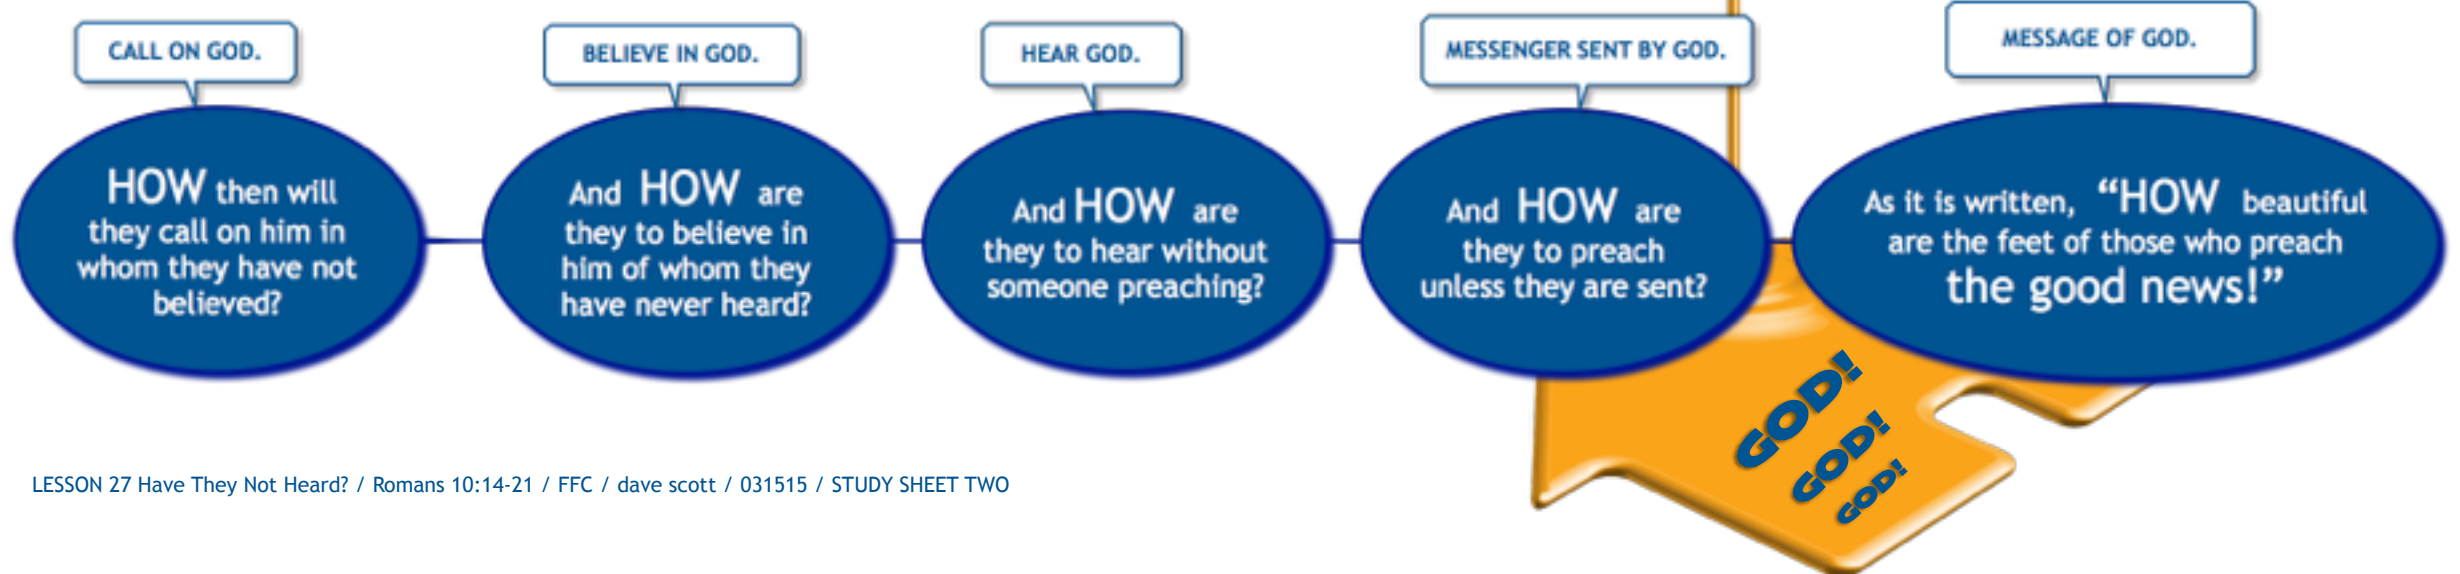 CALL ON GOD.
HOW then will
they call on him in
whom they have not
believed?
BELIEVE IN GOD.
And HOW are
they to believe in
him of whom they
have never heard?
HEAR GOD.
And HOW are
they to hear without
someone preaching?
MESSENGER SENT BY GOD.
And HOW are
they to preach
unless they are sent?
MESSAGE OF GOD.
As it is written, “HOW beautiful
are the feet of those who preach
the good news!”
GOD!
GOD!
GOD!
LESSON 27 Have They Not Heard? / Romans 10:14-21 / FFC / dave scott / 031515 / STUDY SHEET TWO